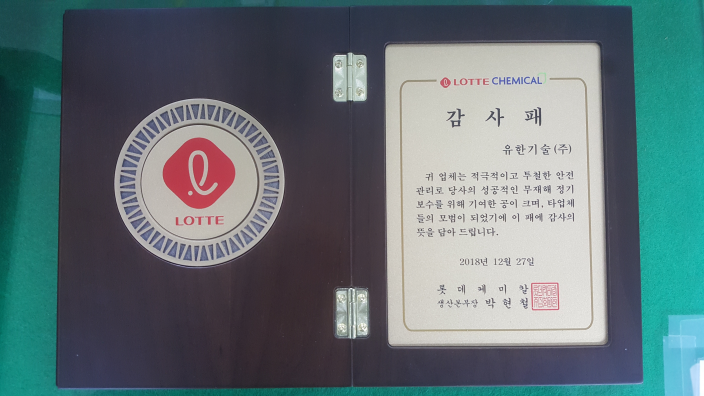 LOTTE
LOTTE CHEMICAL
감 사 패
유한기술(주)
귀 업체는 적극적이고 투철한 안전
관리로 당사의 성공적인 무재해 정기
보수를 위해 기여한 공이 크며, 타업체
들의 모범이 되었기에 이 패에 감사의
뜻을 담아 드립니다.
2018년 12월 27일
롯 데 케 미 칼
생산본부장 박 현 철